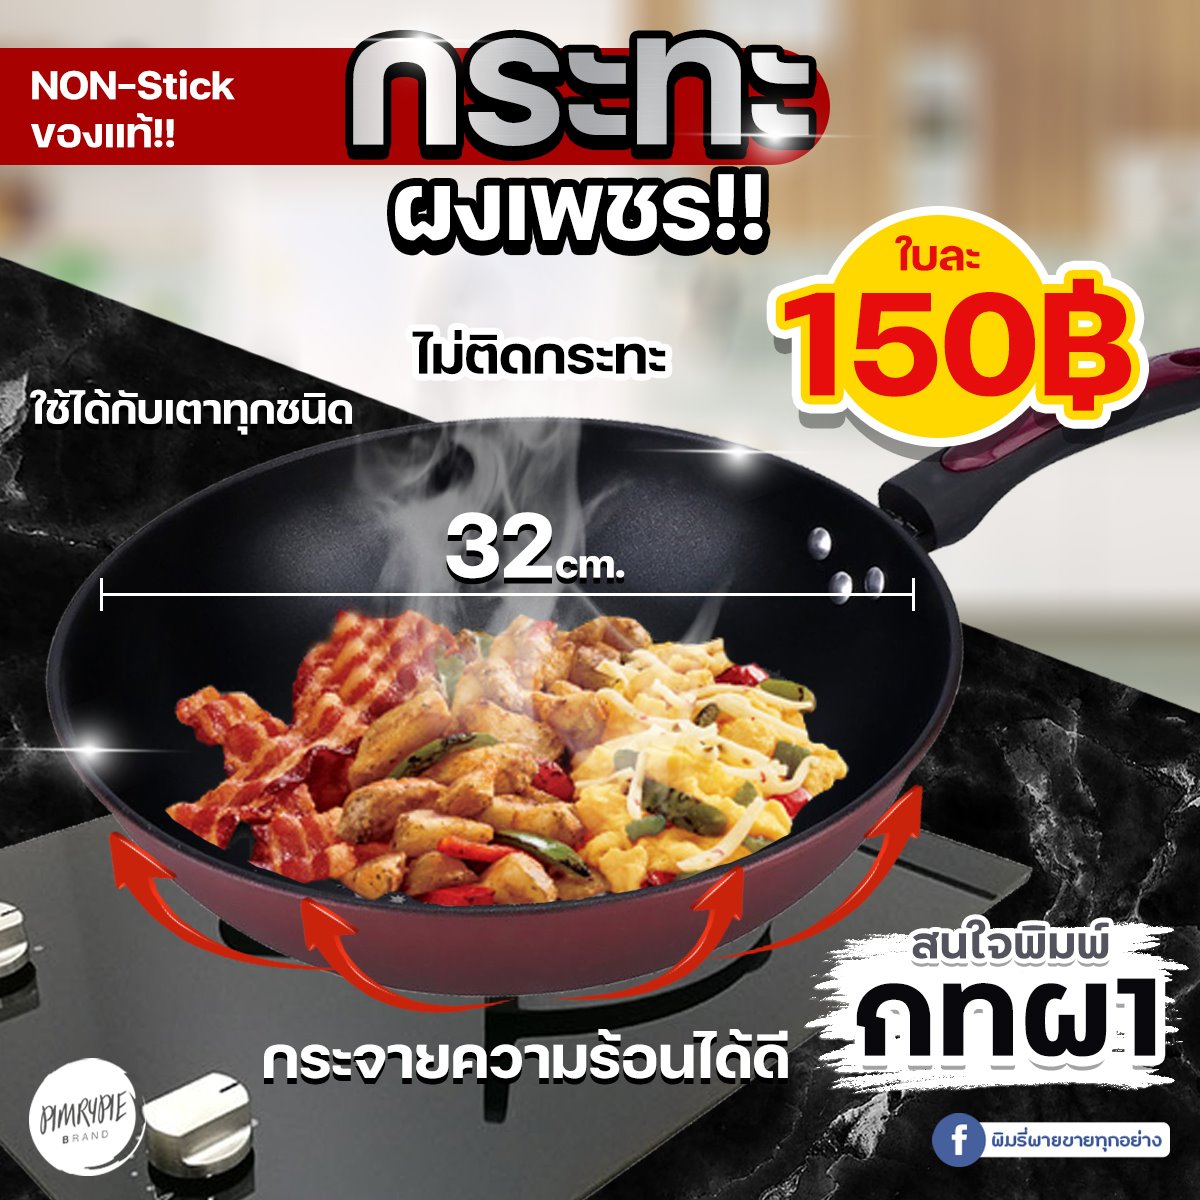 NON-Stick
ของแท้!!
กระทะ
ผงเพชร!!
ใบละ
150฿
ไม่ติดกระทะ
ใช้ได้กับเตาทุกชนิด
32cm.
สนใจพิมพ์
กทผ1
กระจายความร้อนได้ดี
PIMRYPIE
BRAND
f พิมรี่พายขายทุกอย่าง